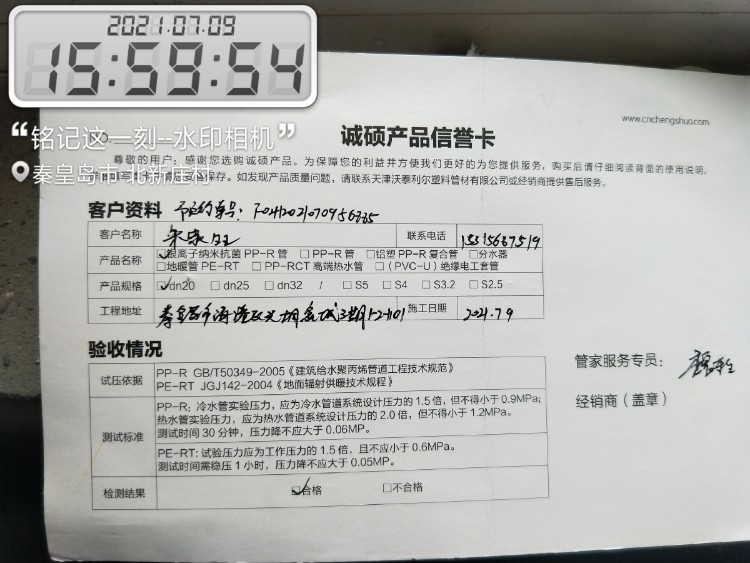 2021.07.09
15:59:54
“铭记这一刻--水印相机”
秦皇岛市·北新庄村
www.cnchengshuo.com
NO.
诚硕产品信誉卡
尊敬的用户：感谢您选购诚硕产品。为保障您的利益并方便我们更好的为您提供服务，购买后请仔细阅读背面的使用说明，
保存。如发现产品质量问题，请联系天津沃泰利尔塑料管材有限公司或经销商提供售后服务。
客户资料 预约单号：
客户名称 联系电话 15315687519
产品名称 □银离子纳米抗菌 PP-R 管 □PP-R 管 □铝塑 PP-R 复合管 □分水器
□地暖管 PE-RT □PP-RCT 高端热水管 □（PVC-U）绝缘电工套管
产品规格 ☑dn20 □dn25 □dn32 / □S5 □S4 □S3.2 □S2.5
工程地址 秦皇岛市海港区 施工日期 2021.7.9
验收情况
试压依据 PP-R GB/T50349-2005《建筑给水聚丙烯管道工程技术规范》
PE-RT JGJ142-2004《地面辐射供暖技术规程》
管家服务专员：
经销商（盖章）
测试标准 PP-R：冷水管实验压力，应为冷水管道系统设计压力的 1.5 倍，但不得小于 0.9MPa；
热水管实验压力，应为热水管道系统设计压力的 2.0 倍，但不得小于 1.2MPa。
测试时间 30 分钟，压力降不应大于 0.06MP。
PE-RT：试验压力应为工作压力的 1.5 倍，且不应小于 0.6MPa。
测试时间需稳压 1 小时，压力降不应大于 0.05MP。
检测结果 ☑合格 □不合格